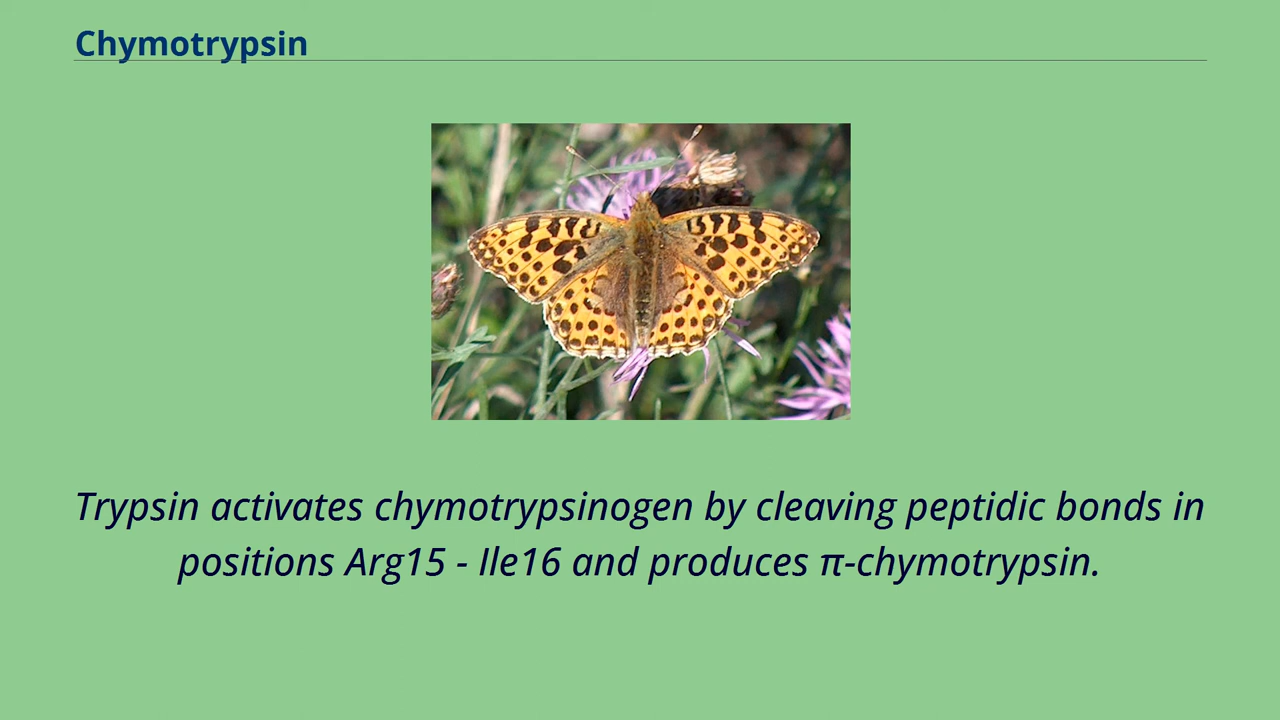 Chymotrypsin
Trypsin activates chymotrypsinogen by cleaving peptidic bonds in
positions Arg15 - Ile16 and produces π-chymotrypsin.